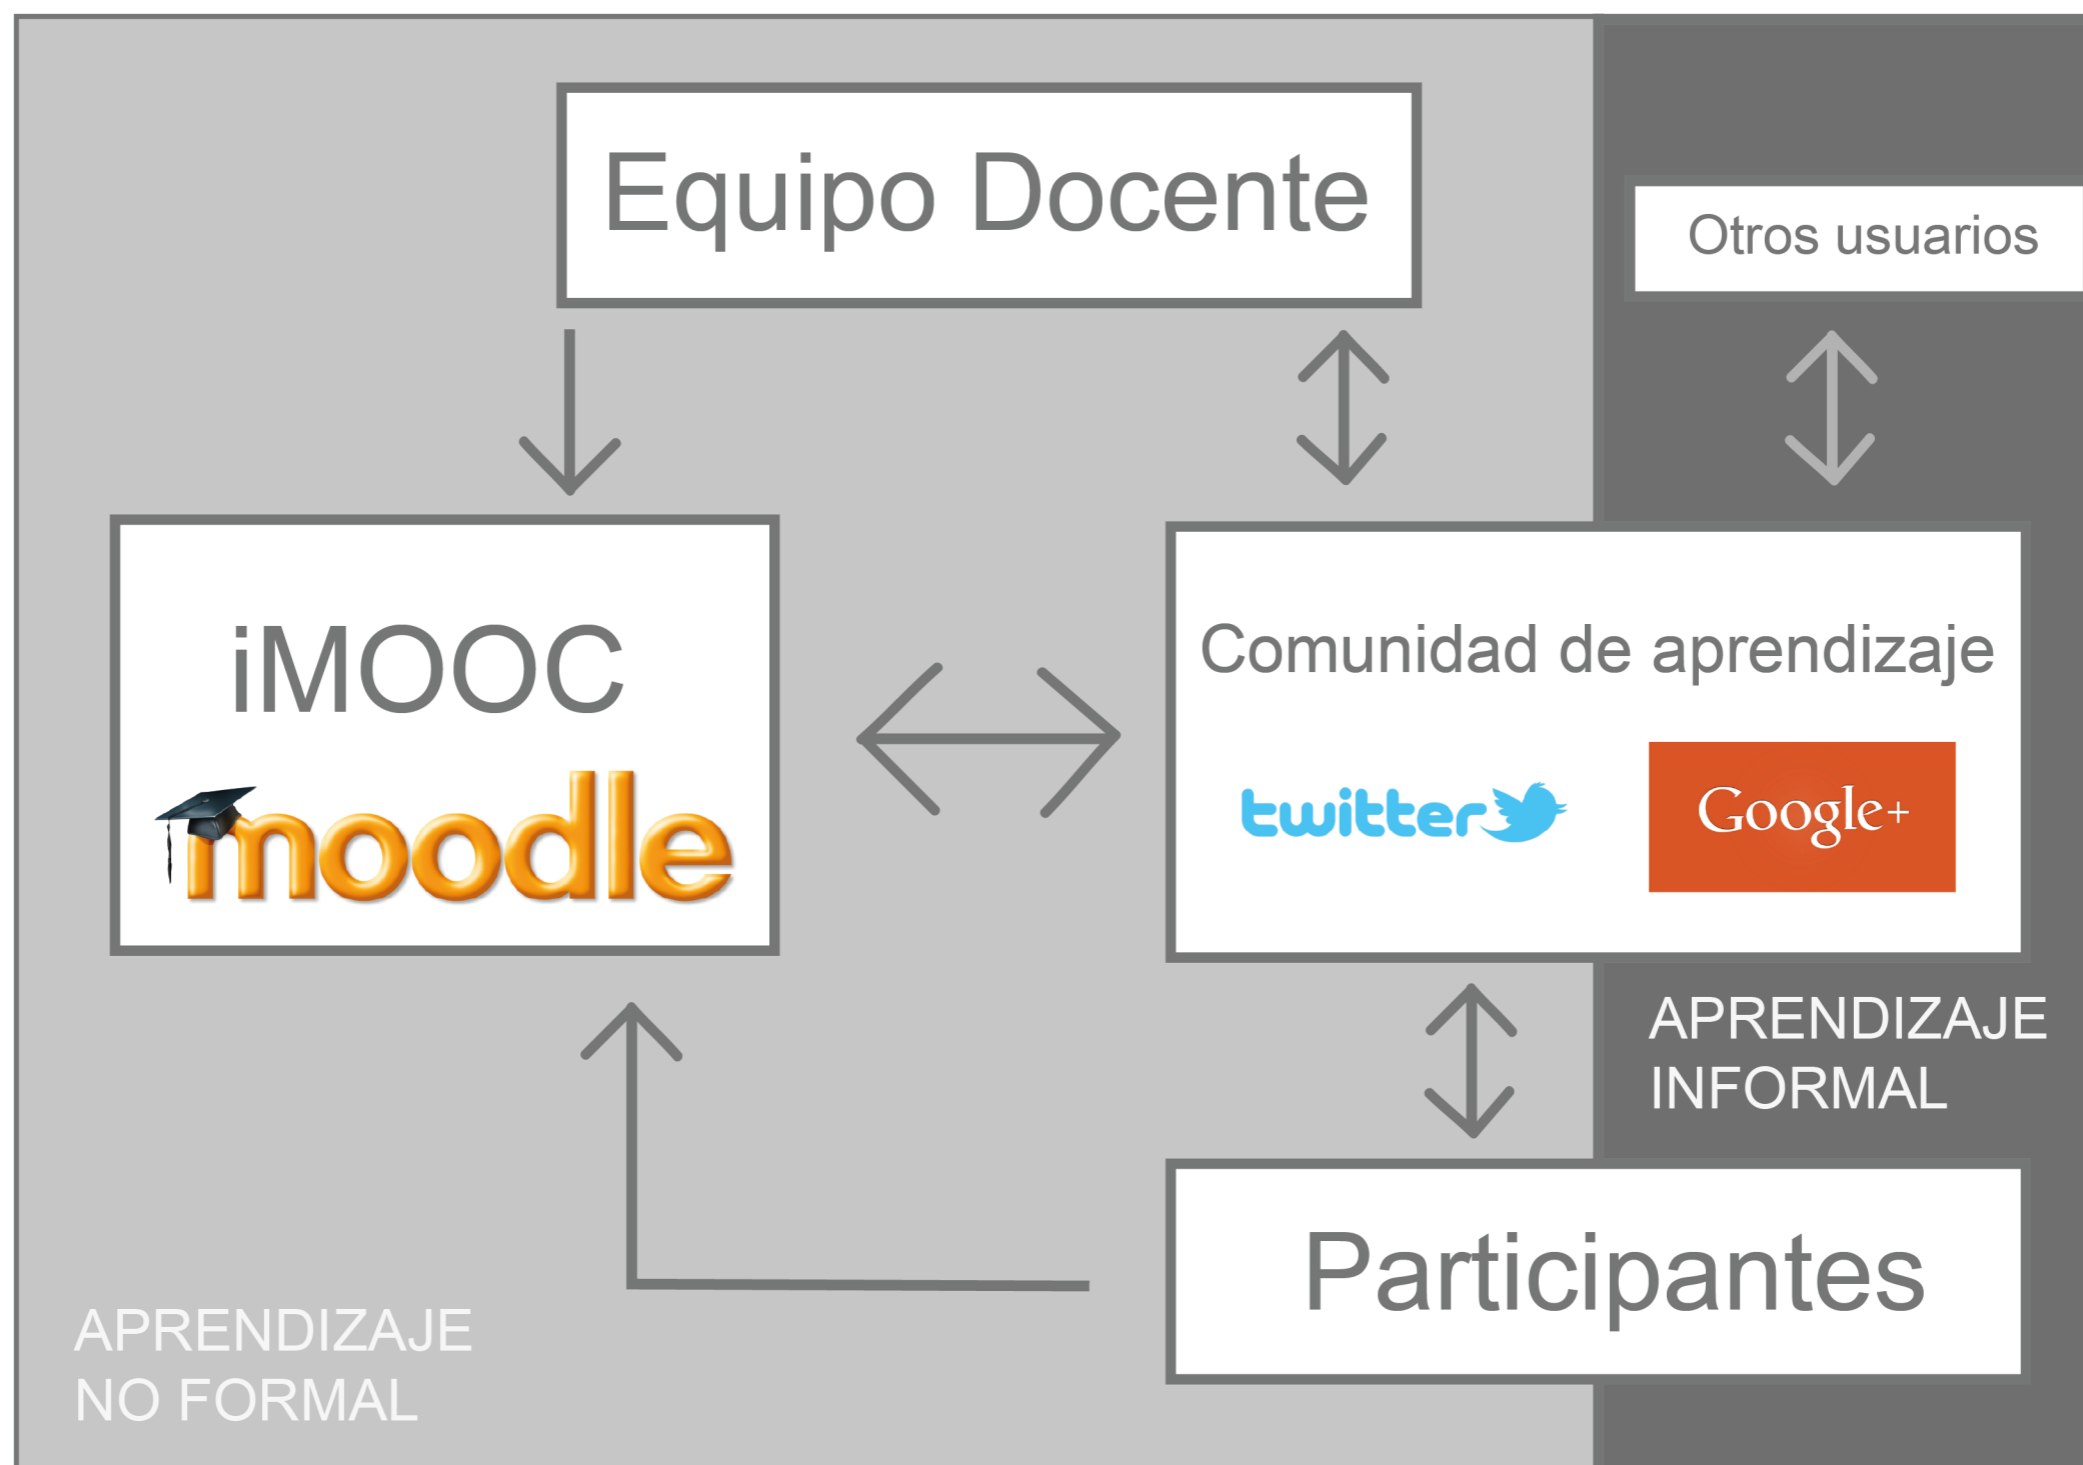 Equipo Docente
Otros usuarios
iMOOC
moodle
Comunidad de aprendizaje
twitter
Google+
APRENDIZAJE
INFORMAL
Participantes
APRENDIZAJE
NO FORMAL